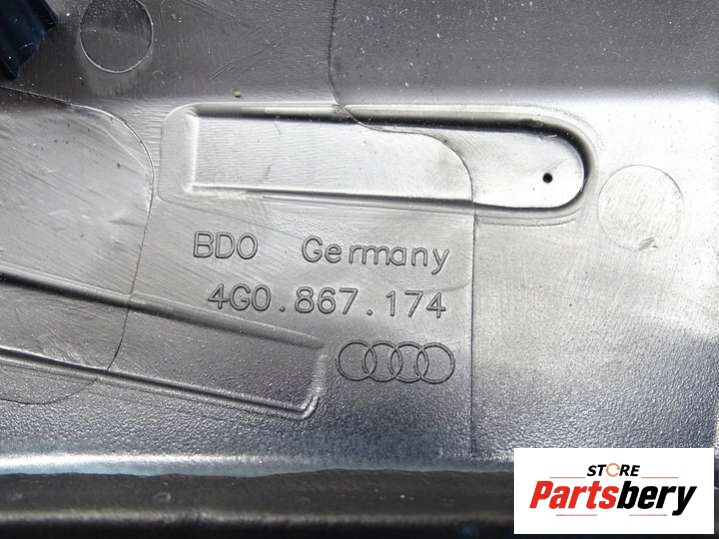 BDO Germany
4G0.867.174
STORE
Partsbery